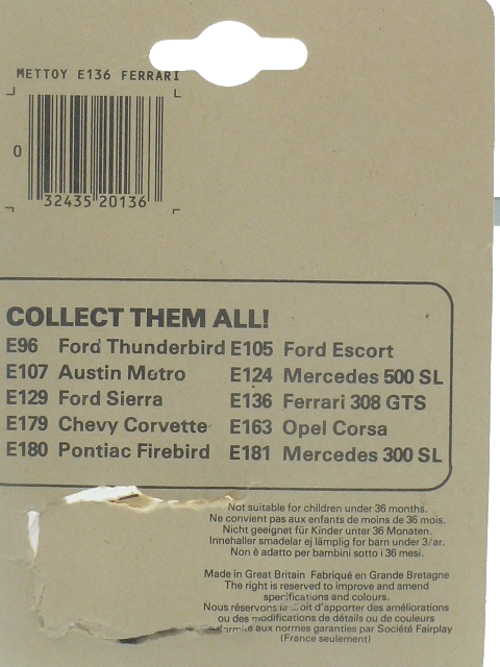 METTOY E136 FERRARI
0
32435 20136
COLLECT THEM ALL!
E96 Ford Thunderbird E105 Ford Escort
E107 Austin Metro E124 Mercedes 500 SL
E129 Ford Sierra E136 Ferrari 308 GTS
E179 Chevy Corvette E163 Opel Corsa
E180 Pontiac Firebird E181 Mercedes 300 SL
Not suitable for children under 36 months.
Ne convient pas aux enfants de moins de 36 mois.
Nicht geeignet für Kinder unter 36 Monaten.
Innehaller smadelar ej lämplig for barn under
Non è adatto per bambini sotto i 36 mesi.
Made in Great Britain Fabriqué en Grande Bretagne
The right is reserved to improve and amend
specifications and colours.
Nous réservons d'apporter des améliorations
ou des modifications de détails ou de couleurs
aux normes garanties par Société Fairplay
(France seulement)